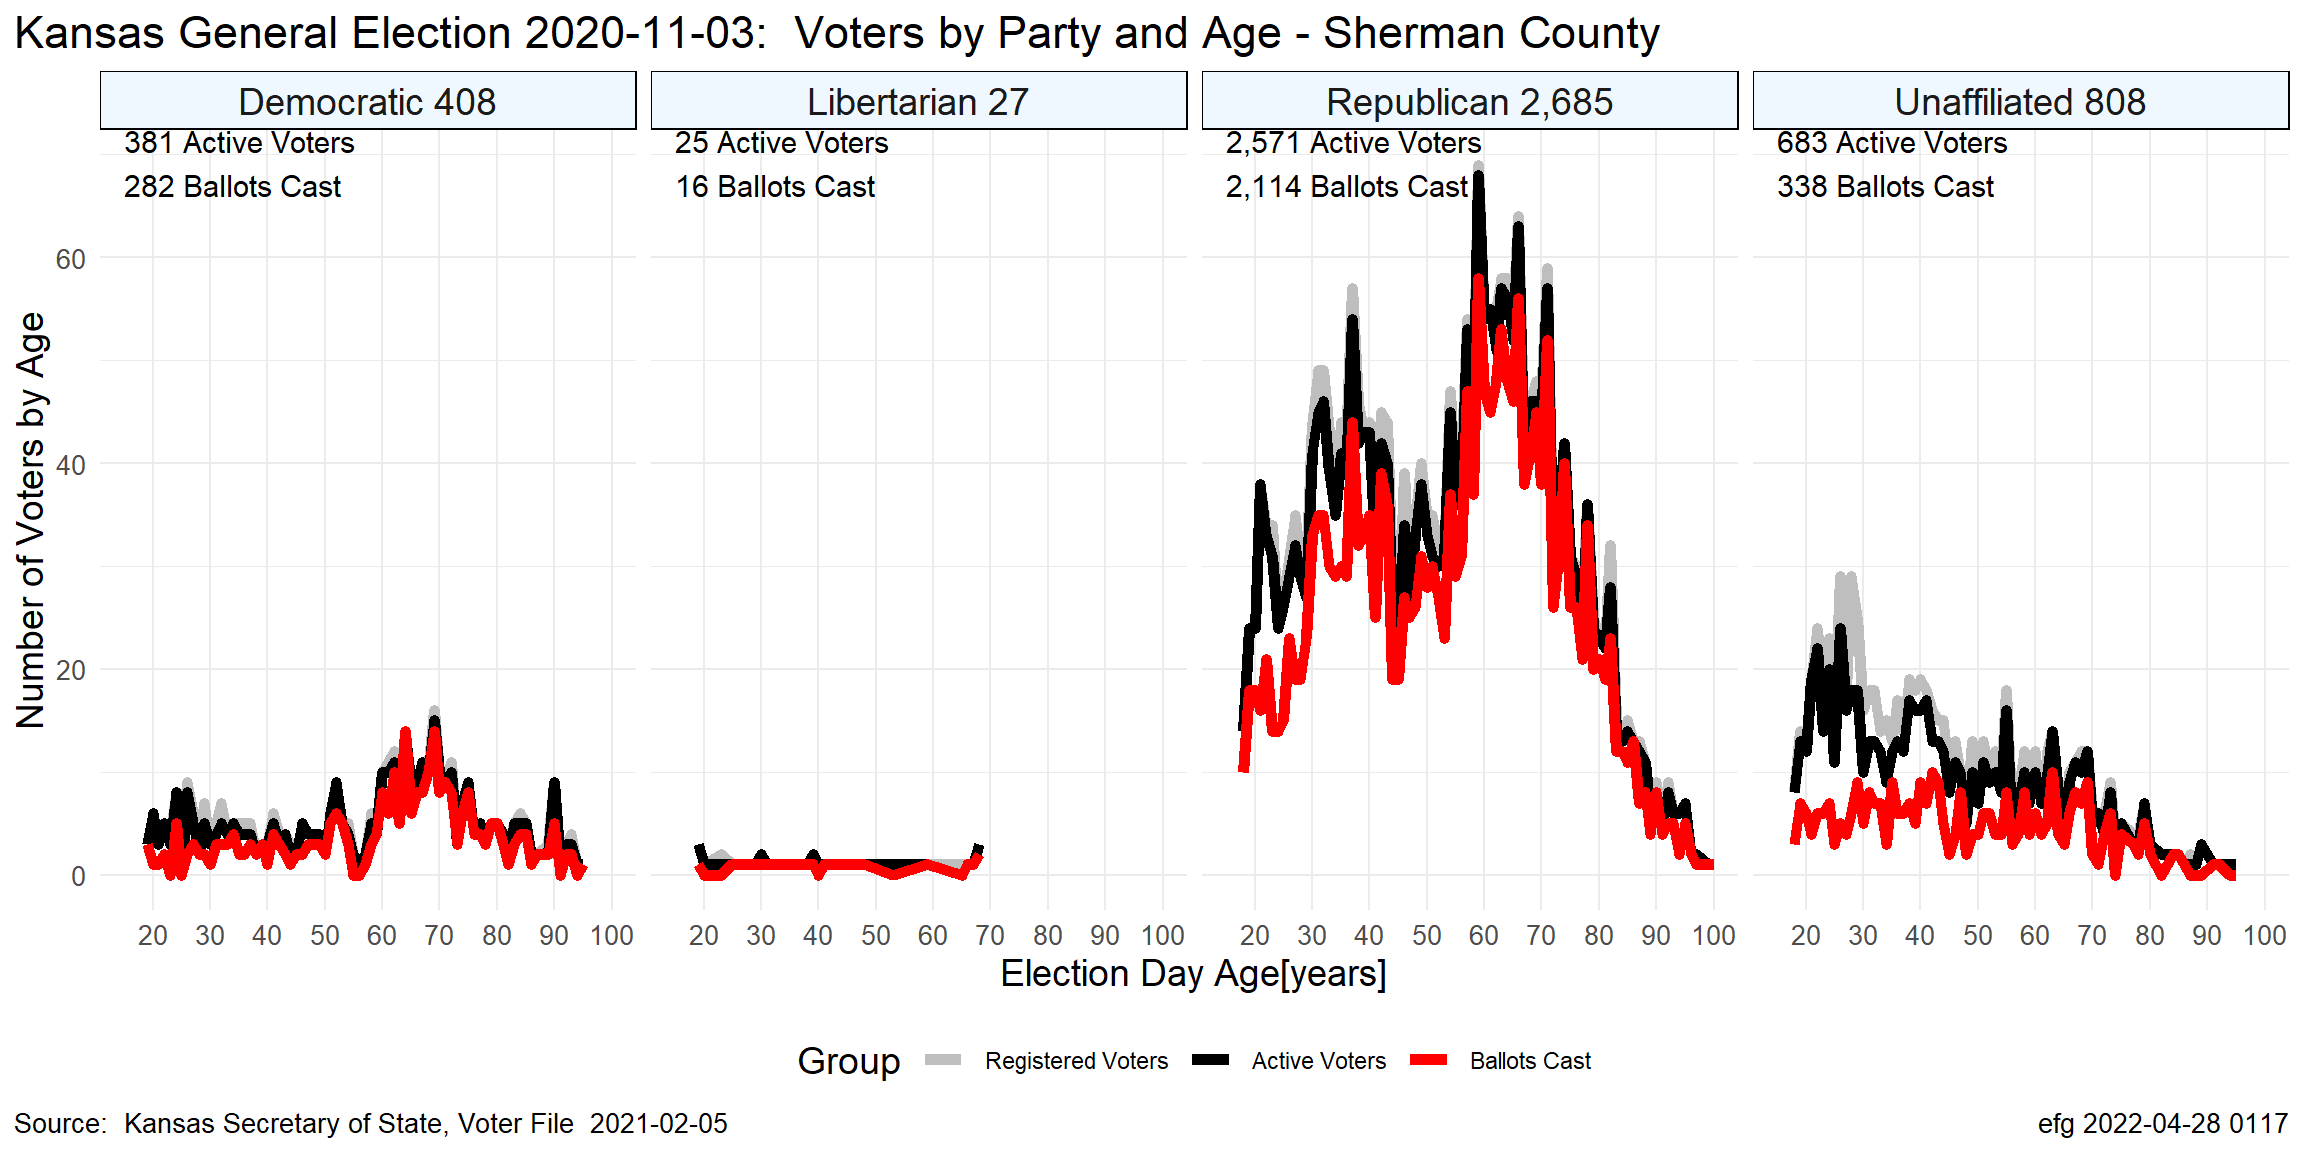 Kansas General Election 2020-11-03:  Voters by Party and Age - Sherman County
Democratic 408
Libertarian 27
Republican 2,685
Unaffiliated 808
381 Active Voters
282 Ballots Cast
25 Active Voters
16 Ballots Cast
2,571 Active Voters
2,114 Ballots Cast
683 Active Voters
338 Ballots Cast
Number of Voters by Age
60
40
20
0
20 30 40 50 60 70 80 90 100
20 30 40 50 60 70 80 90 100
20 30 40 50 60 70 80 90 100
20 30 40 50 60 70 80 90 100
Election Day Age[years]
Group Registered Voters Active Voters Ballots Cast
Source:  Kansas Secretary of State, Voter File  2021-02-05
efg 2022-04-28 0117